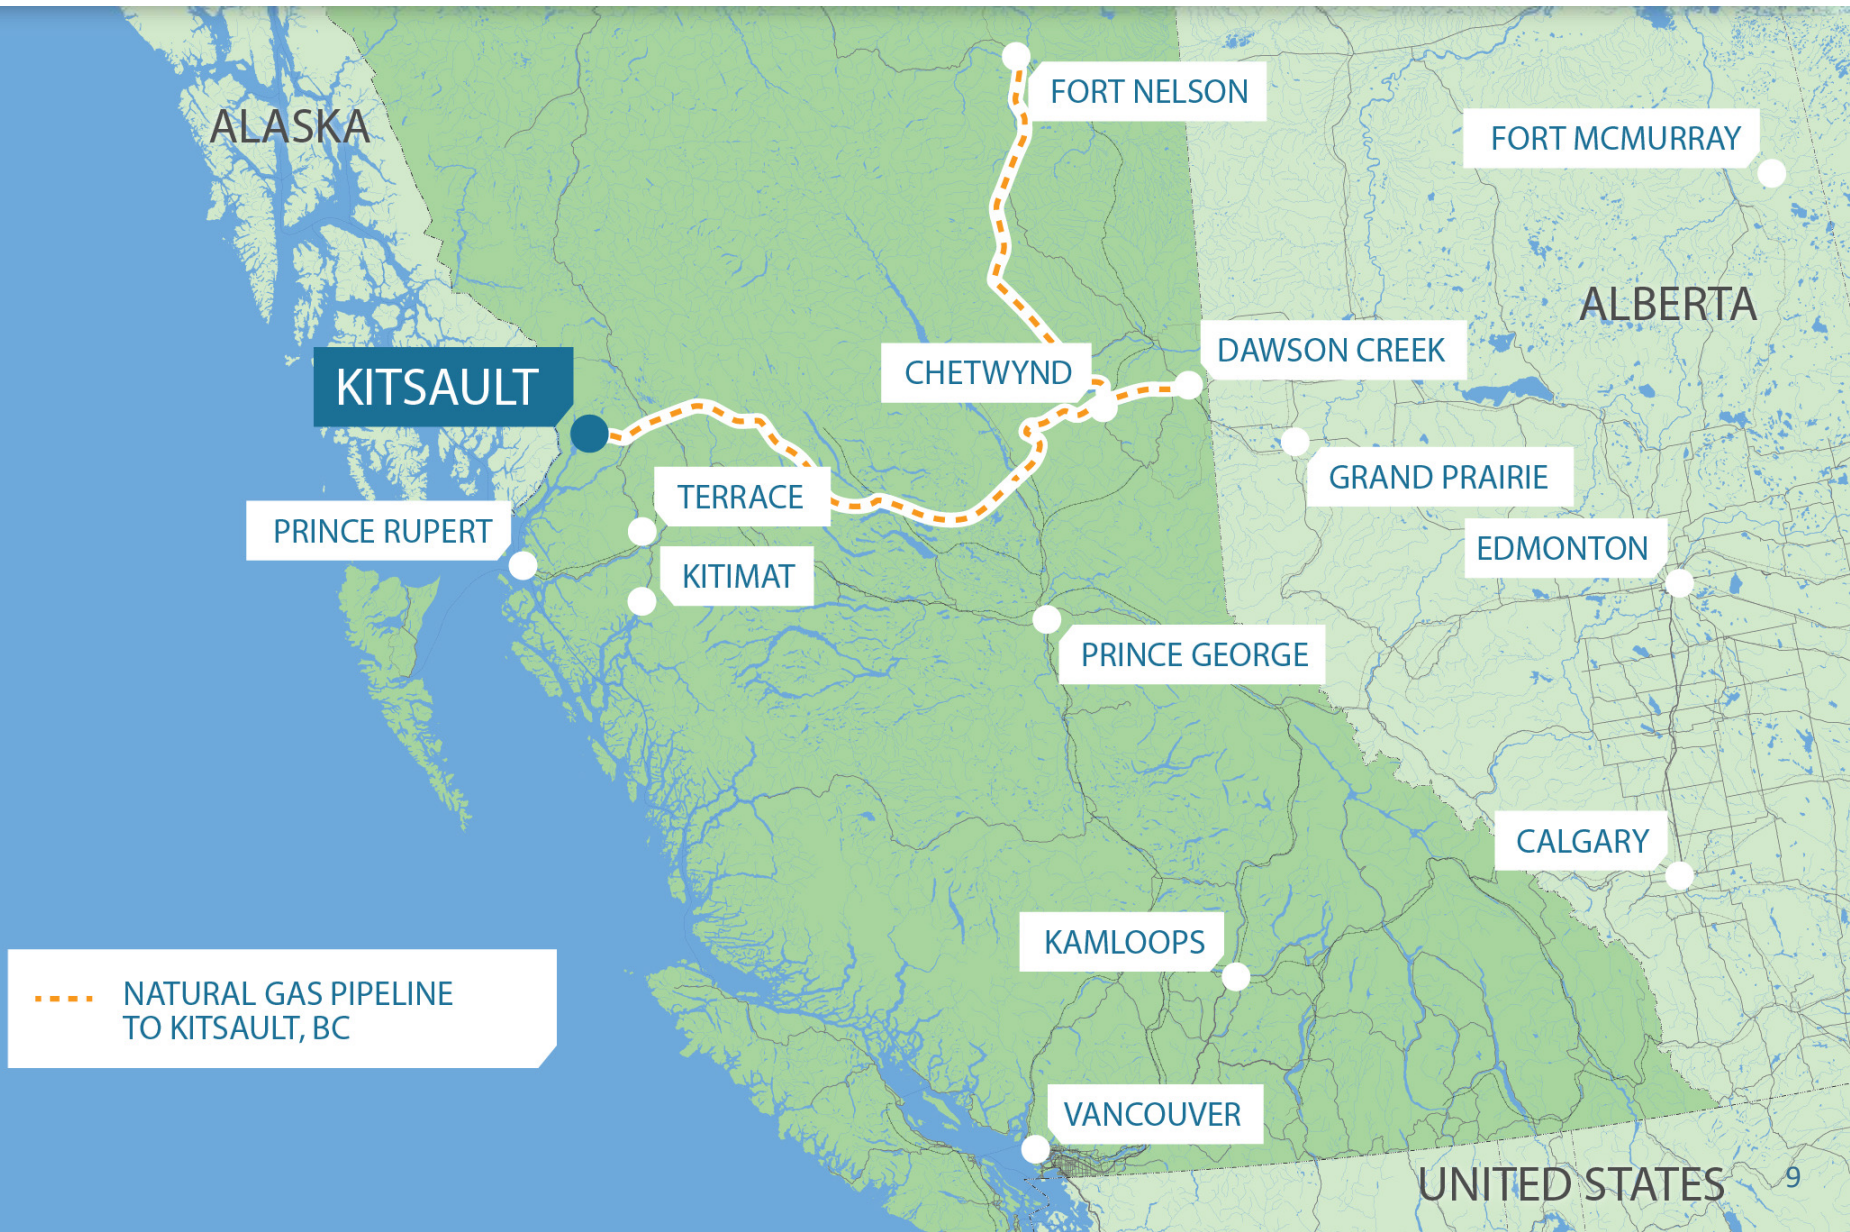 FORT NELSON
ALASKA
FORT MCMURRAY
ALBERTA
DAWSON CREEK
CHETWYND
KITSAULT
GRAND PRAIRIE
TERRACE
PRINCE RUPERT
EDMONTON
KITIMAT
PRINCE GEORGE
CALGARY
KAMLOOPS
NATURAL GAS PIPELINE
TO KITSAULT, BC
VANCOUVER
UNITED STATES
9